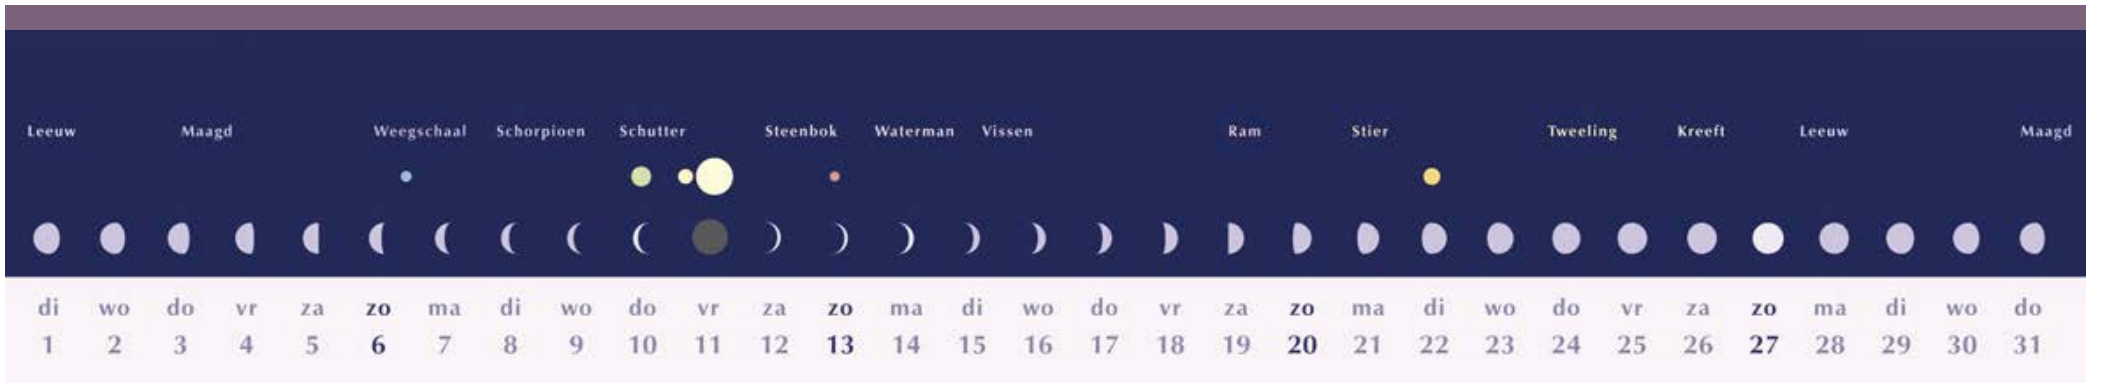 Leeuw Maagd Weegschaal Schorpioen Schutter Steenbok Waterman Vissen Ram Stier Tweeling Kreeft Leeuw Maagd
di wo do vr za zo ma di wo do vr za zo ma di wo do vr za zo ma di wo do vr za zo ma di wo do
1 2 3 4 5 6 7 8 9 10 11 12 13 14 15 16 17 18 19 20 21 22 23 24 25 26 27 28 29 30 31